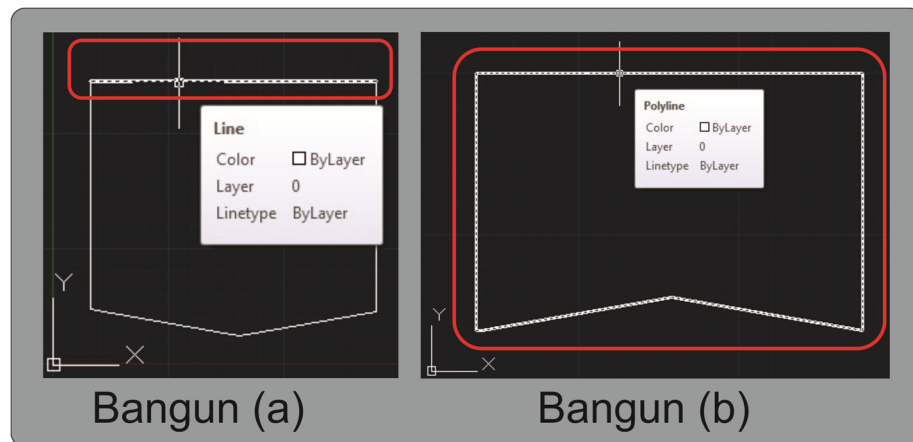 Line
Color ByLayer
Layer 0
Linetype ByLayer
Y
X
Bangun (a)
Polyline
Color ByLayer
Layer 0
Linetype ByLayer
Y
X
Bangun (b)